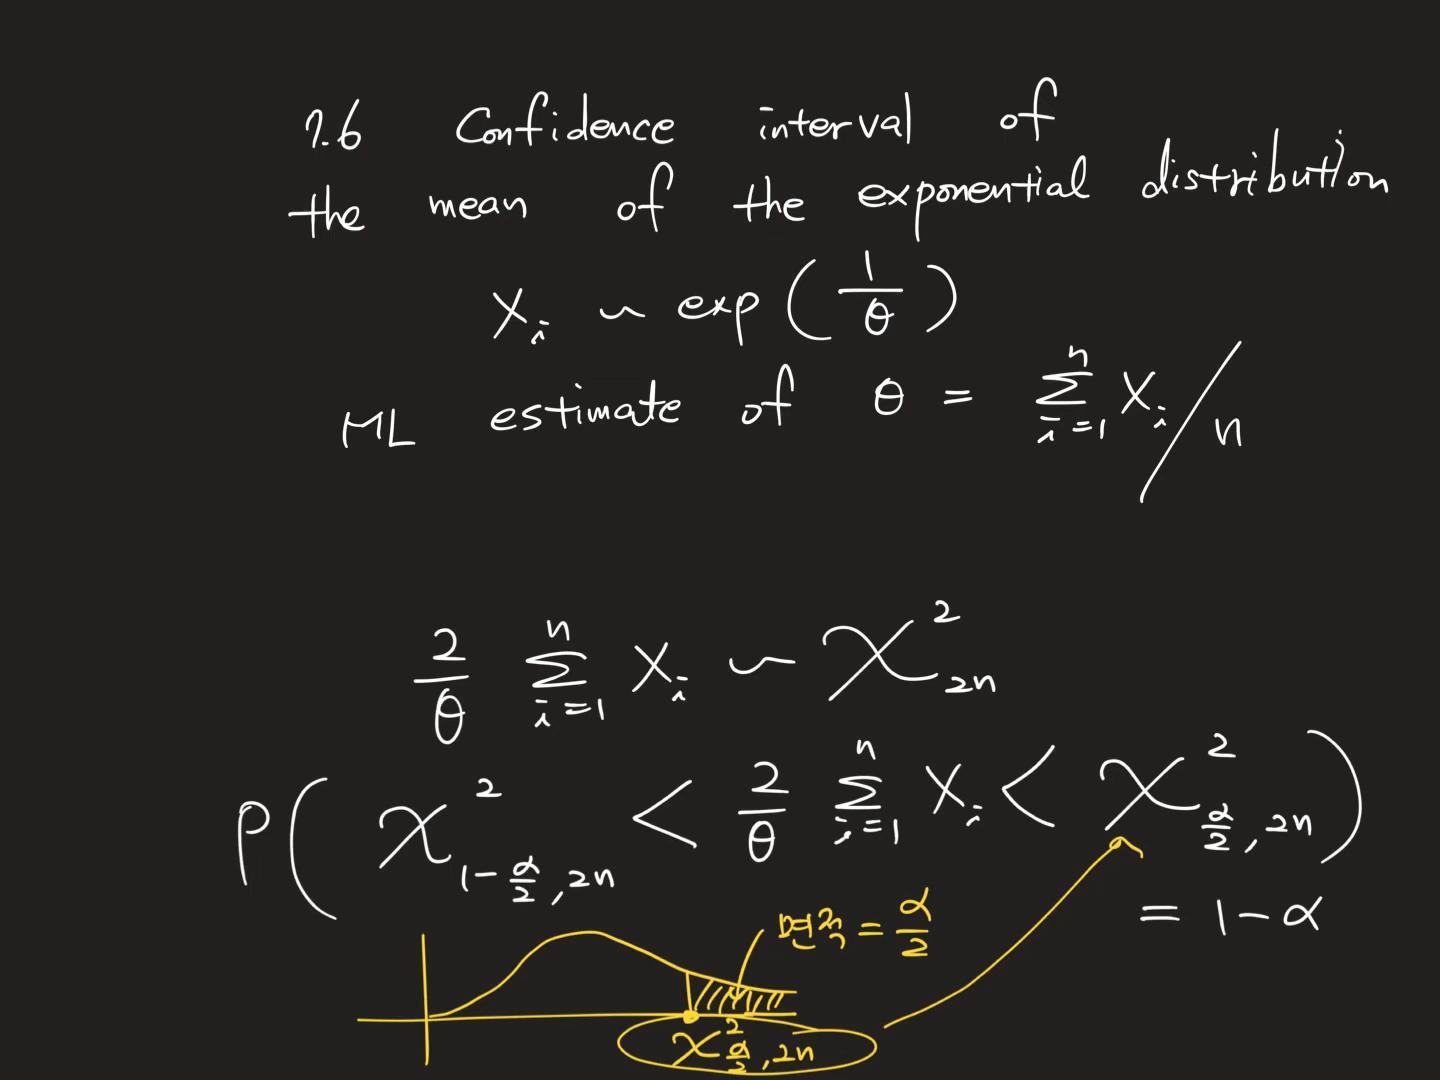 7.6 Confidence interval of
the mean of the exponential distribution
X_i ~ exp(1/θ)
ML estimate of θ = Σ_{i=1}^{n} X_i / n
2/θ Σ_{i=1}^{n} X_i ~ χ²_{2n}
P(χ²_{1-α/2, 2n} < 2/θ Σ_{i=1}^{n} X_i < χ²_{α/2, 2n})
= 1-α
면적 = α/2
χ²_{α/2, 2n}